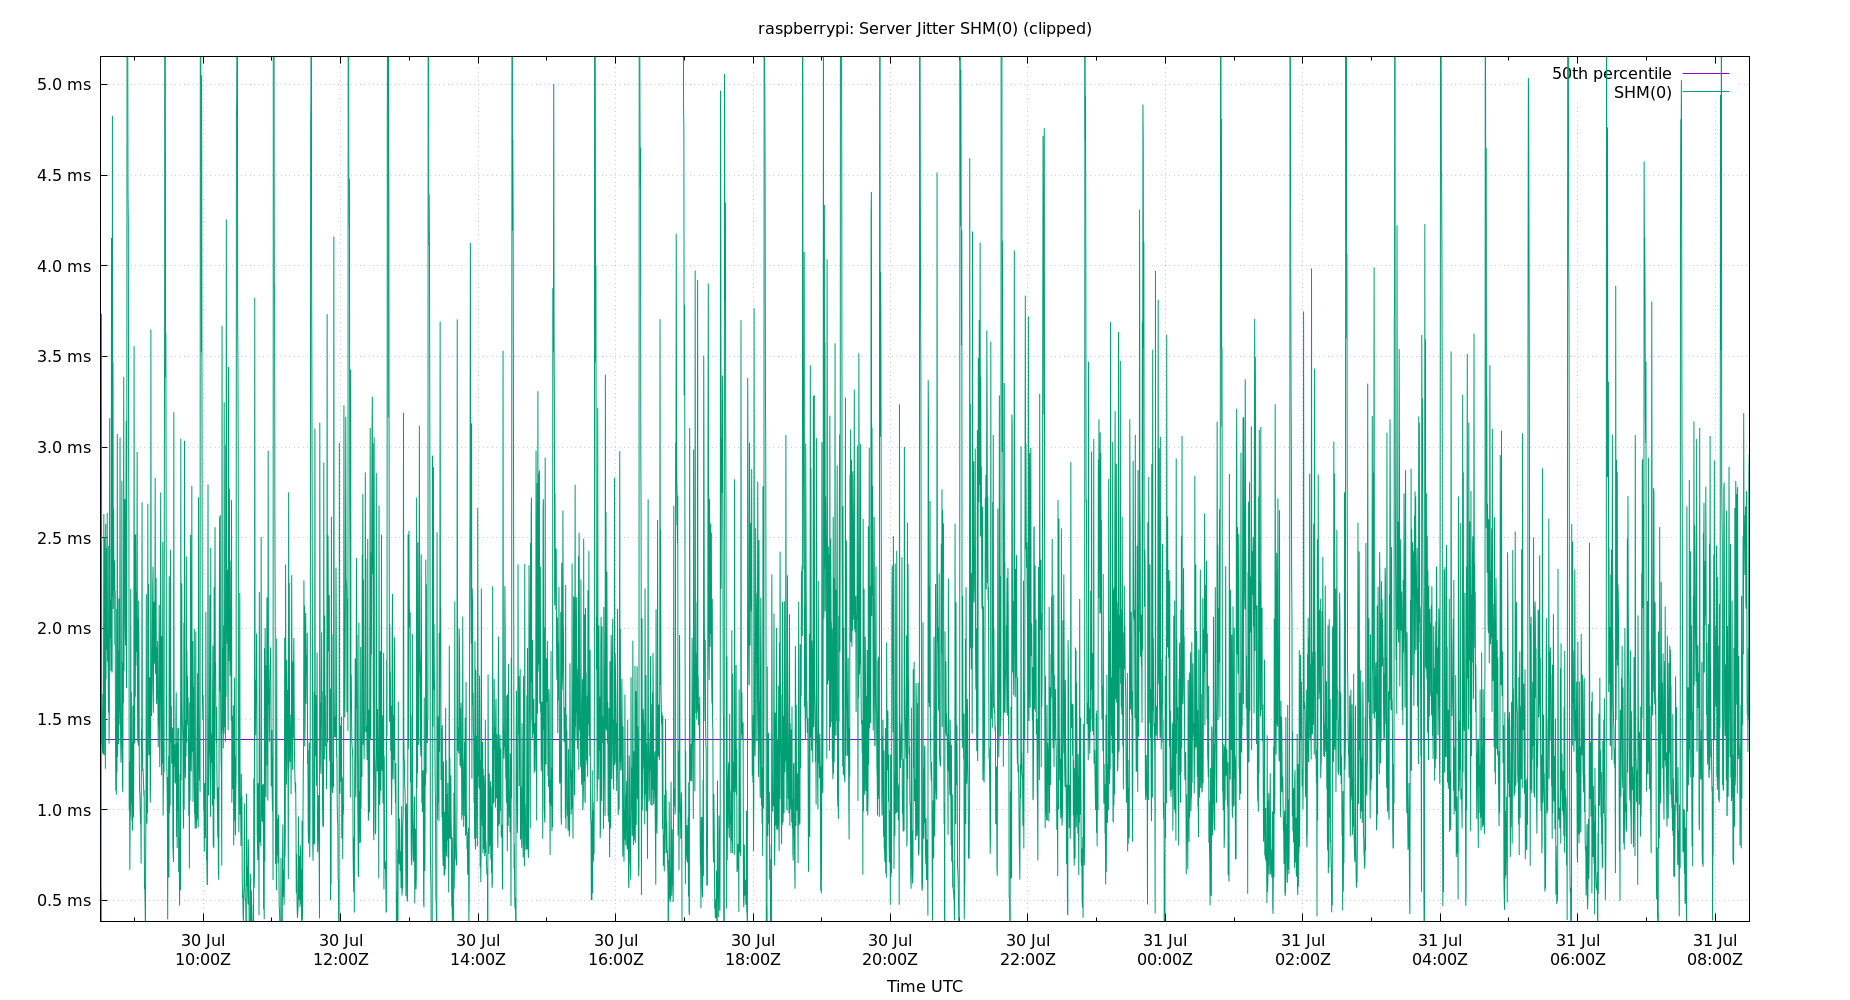 raspberrypi: Server Jitter SHM(0) (clipped)
50th percentile
SHM(0)
5.0 ms
4.5 ms
4.0 ms
3.5 ms
3.0 ms
2.5 ms
2.0 ms
1.5 ms
1.0 ms
0.5 ms
30 Jul 30 Jul 30 Jul 30 Jul 30 Jul 30 Jul 30 Jul 31 Jul 31 Jul 31 Jul 31 Jul 31 Jul
10:00Z 12:00Z 14:00Z 16:00Z 18:00Z 20:00Z 22:00Z 00:00Z 02:00Z 04:00Z 06:00Z 08:00Z
Time UTC